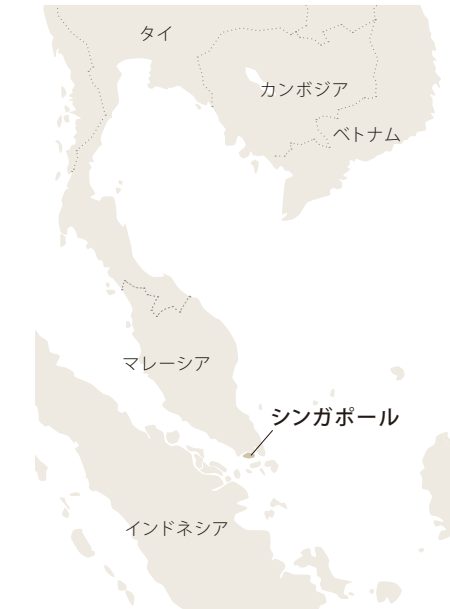 タイ
カンボジア
ベトナム
マレーシア
シンガポール
インドネシア